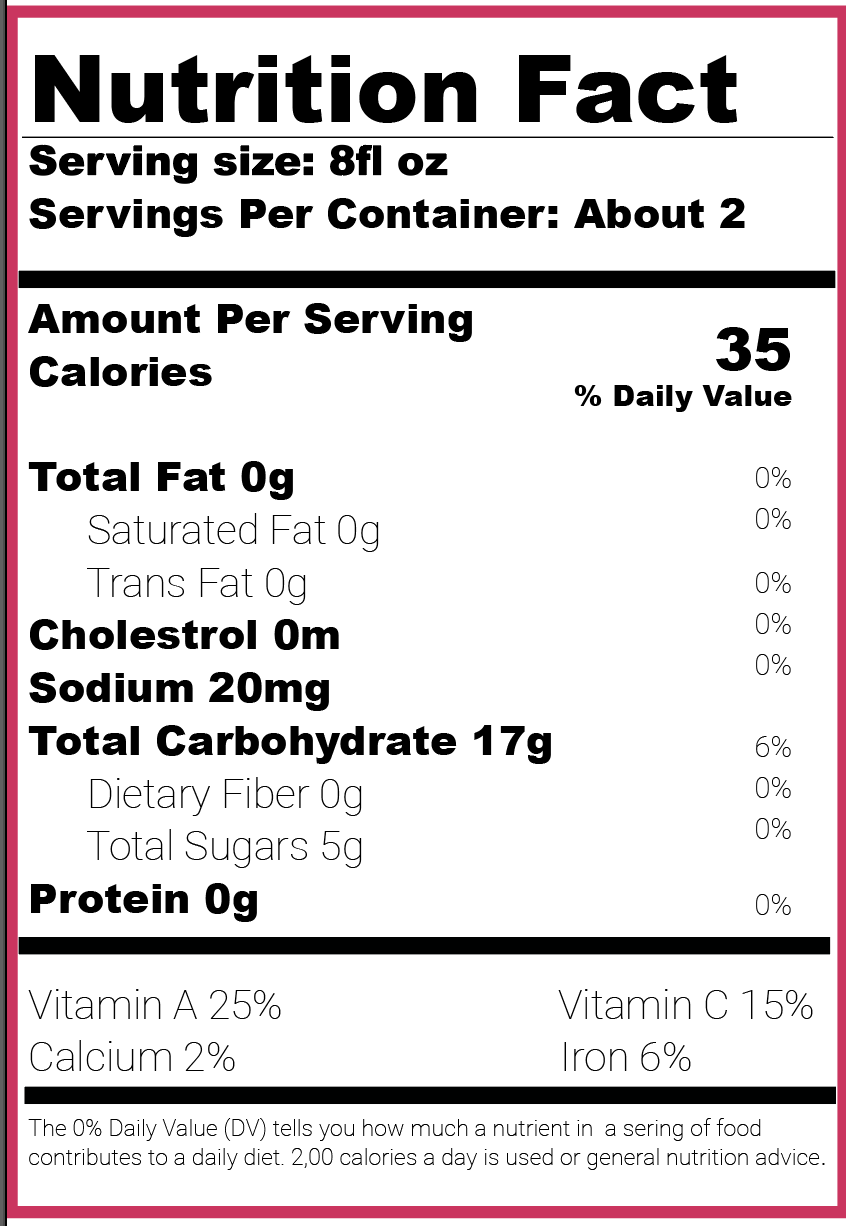 Nutrition Fact
Serving size: 8fl oz
Servings Per Container: About 2
Amount Per Serving
Calories 35
% Daily Value
Total Fat 0g 0%
Saturated Fat 0g 0%
Trans Fat 0g 0%
Cholestrol 0m 0%
Sodium 20mg 0%
Total Carbohydrate 17g 6%
Dietary Fiber 0g 0%
Total Sugars 5g 0%
Protein 0g 0%
Vitamin A 25% Vitamin C 15%
Calcium 2% Iron 6%
The 0% Daily Value (DV) tells you how much a nutrient in a sering of food
contributes to a daily diet. 2,00 calories a day is used or general nutrition advice.